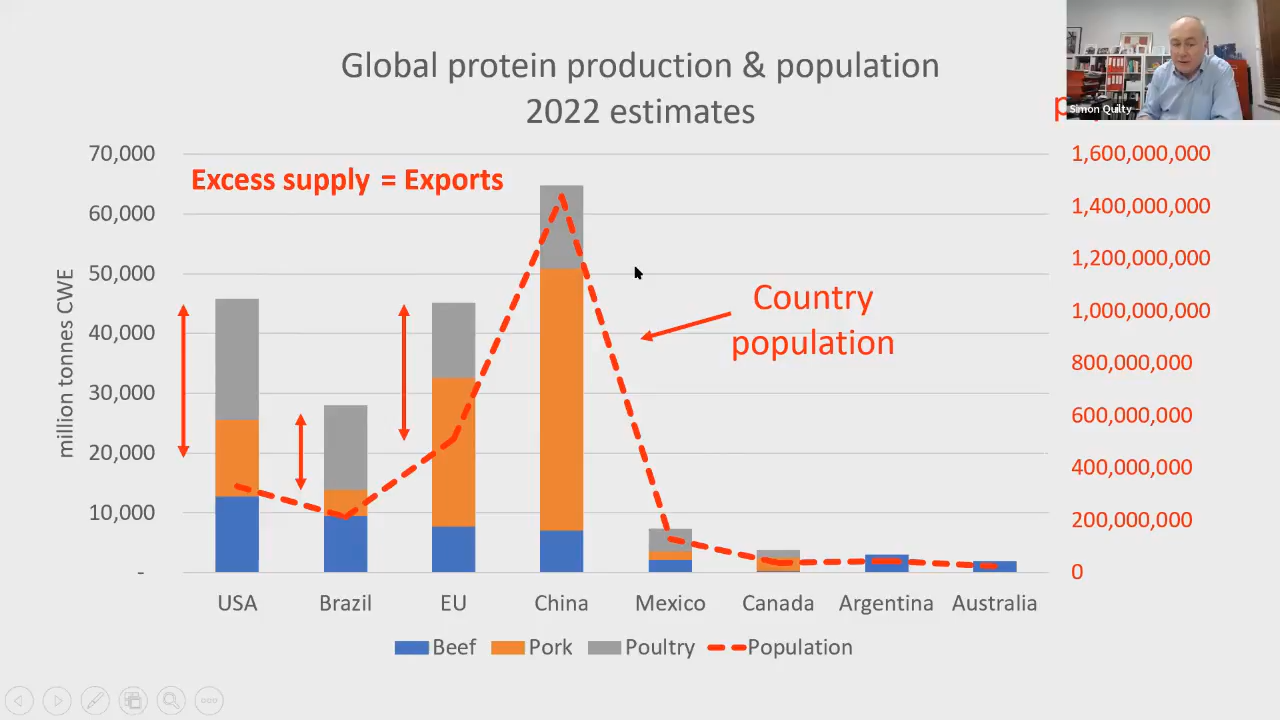 Global protein production & population
2022 estimates
Simon Quilty
Excess supply = Exports
million tonnes CWE
70,000
60,000
50,000
40,000
30,000
20,000
10,000
-
1,600,000,000
1,400,000,000
1,200,000,000
1,000,000,000
800,000,000
600,000,000
400,000,000
200,000,000
0
Country
population
USA Brazil EU China Mexico Canada Argentina Australia
Beef Pork Poultry Population